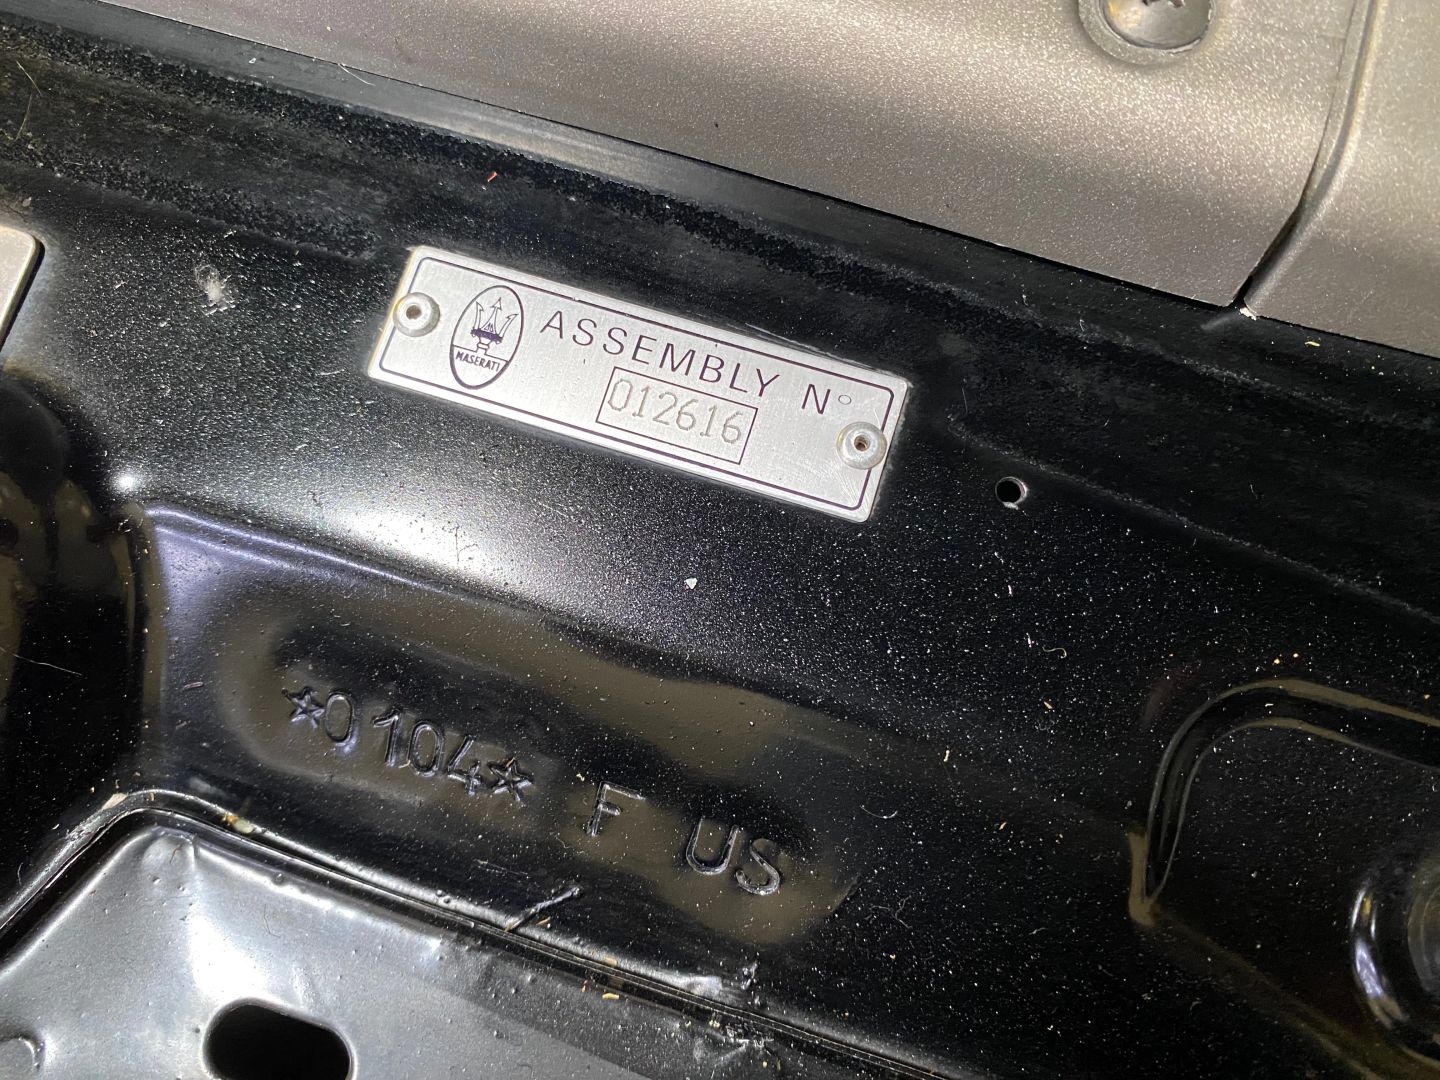 MASERATI
ASSEMBLY N°
012616
☆0104☆ F US